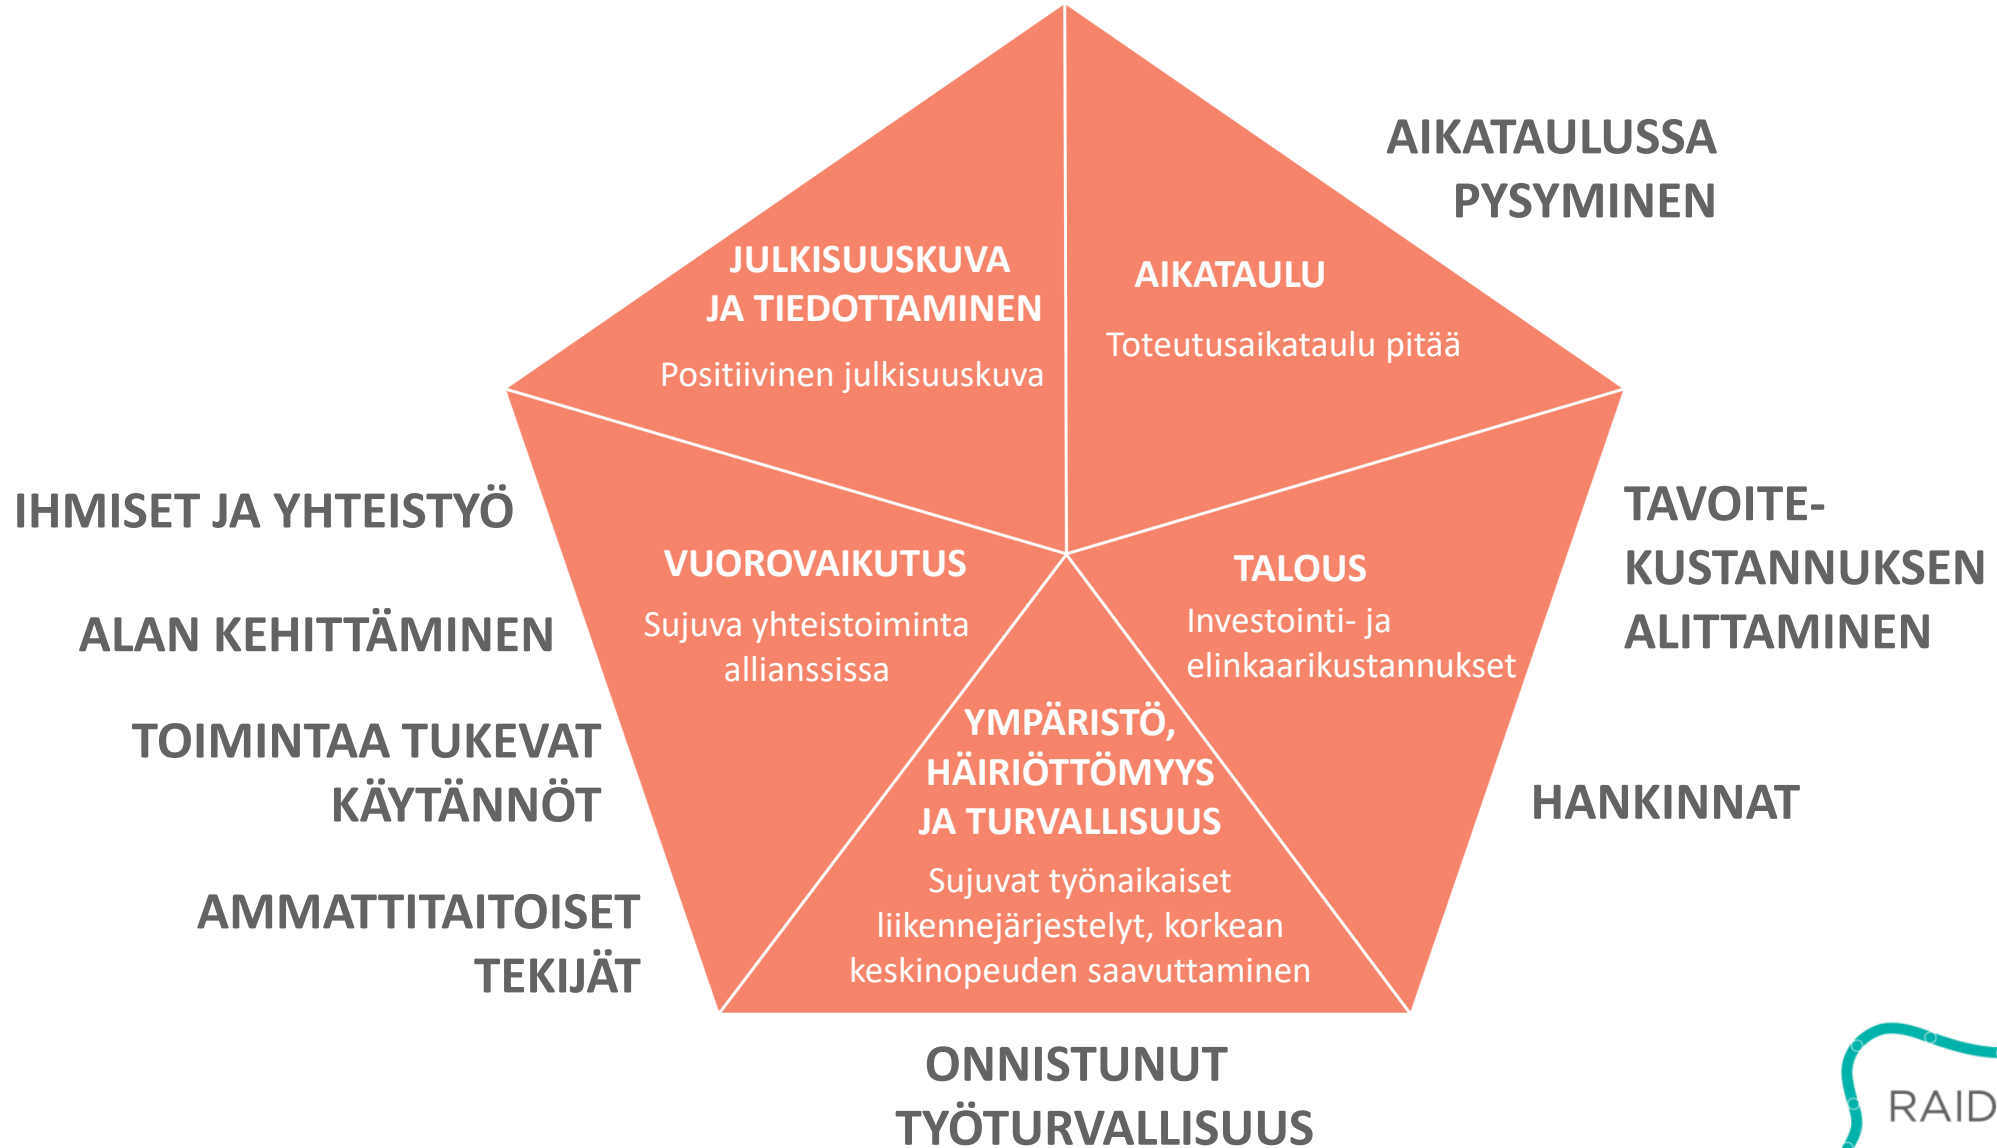 AIKATAULUSSA
PYSYMINEN
JULKISUUSKUVA
JA TIEDOTTAMINEN
Positiivinen julkisuuskuva
AIKATAULU
Toteutusaikataulu pitää
IHMISET JA YHTEISTYÖ
ALAN KEHITTÄMINEN
TOIMINTAA TUKEVAT
KÄYTÄNNÖT
AMMATTITAITOISET
TEKIJÄT
VUOROVAIKUTUS
Sujuva yhteistoiminta
allianssissa
TALOUS
Investointi- ja
elinkaarikustannukset
TAVOITE-
KUSTANNUKSEN
ALITTAMINEN
HANKINNAT
YMPÄRISTÖ,
HÄIRIÖTTÖMYYS
JA TURVALLISUUS
Sujuvat työnaikaiset
liikennejärjestelyt, korkean
keskinopeuden saavuttaminen
ONNISTUNUT
TYÖTURVALLISUUS
RAID